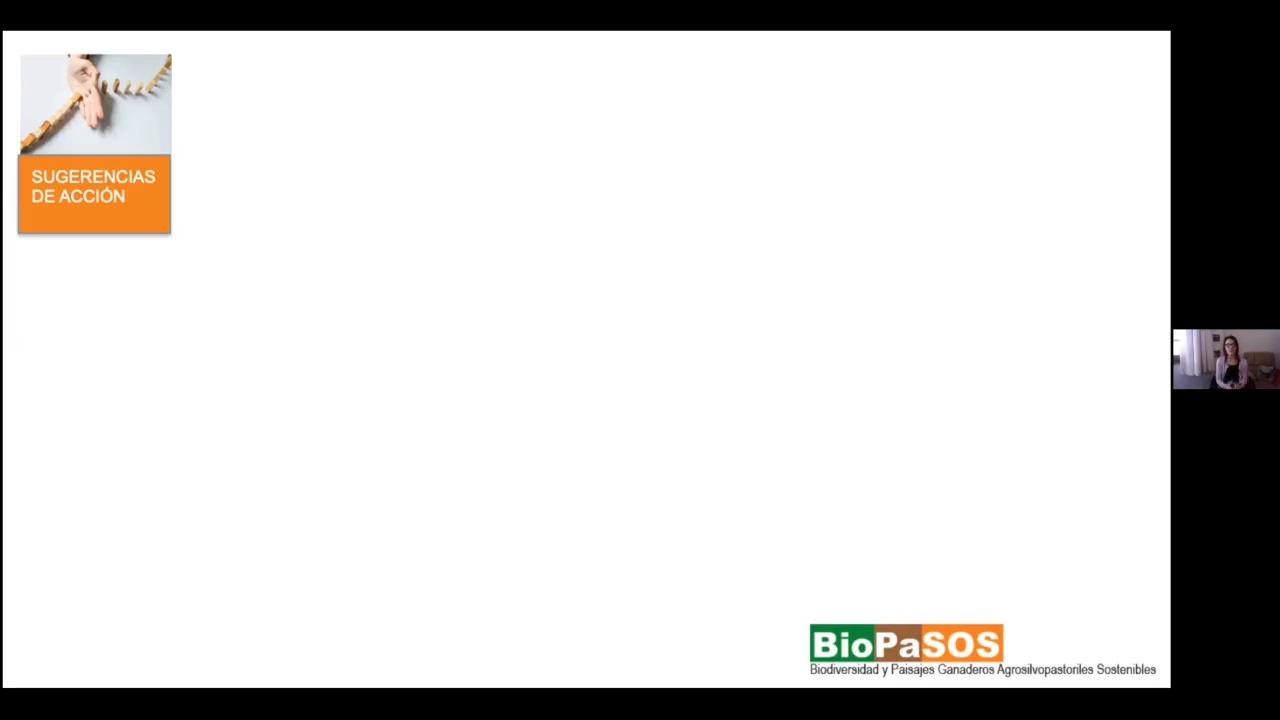 SUGERENCIAS
DE ACCIÓN
BioPaSOS
Biodiversidad y Paisajes Ganaderos Agrosilvopastoriles Sostenibles